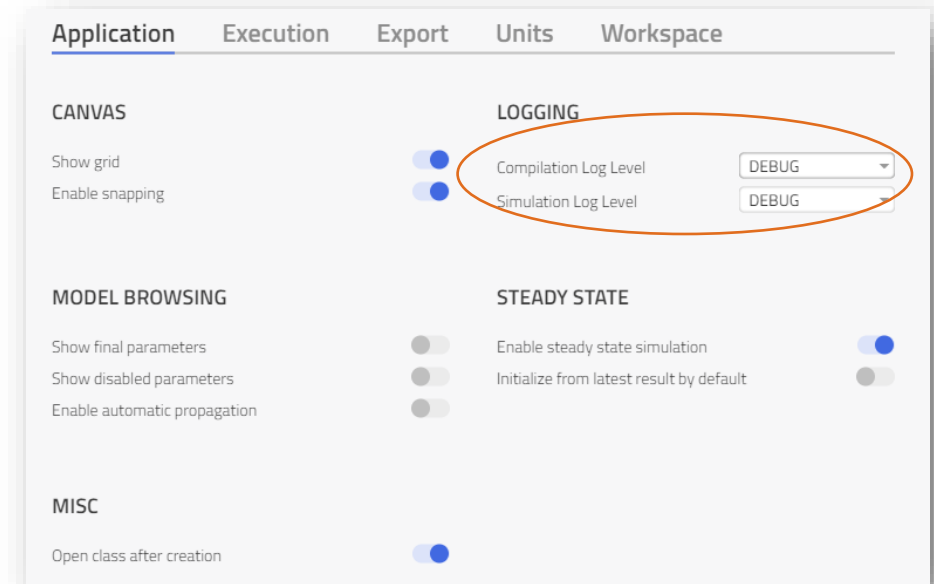 Application Execution Export Units Workspace
CANVAS
Show grid
Enable snapping
LOGGING
Compilation Log Level DEBUG
Simulation Log Level DEBUG
MODEL BROWSING
Show final parameters
Show disabled parameters
Enable automatic propagation
STEADY STATE
Enable steady state simulation
Initialize from latest result by default
MISC
Open class after creation